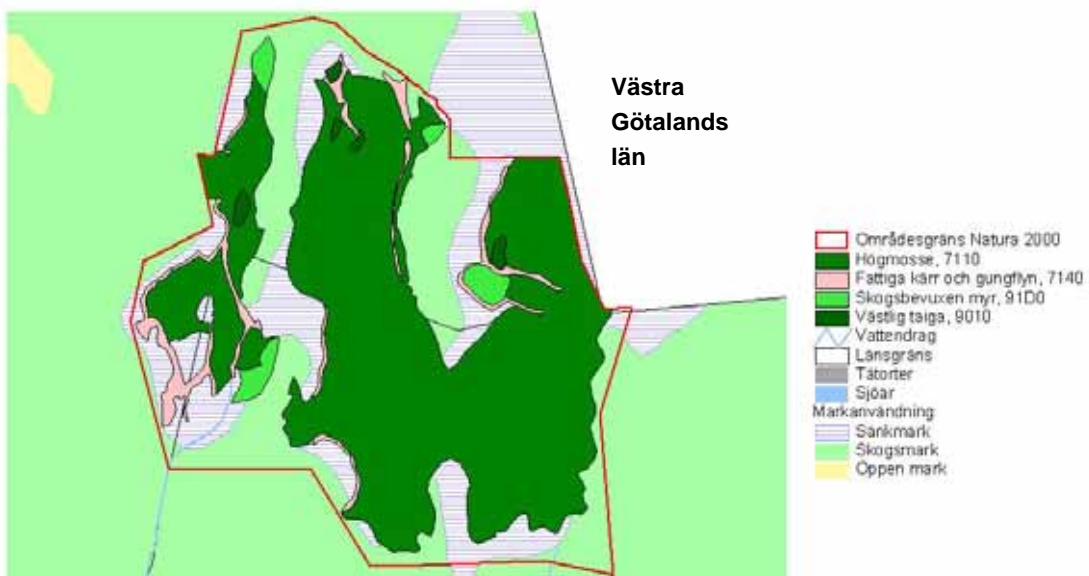 Västra
Götalands
län
Områdesgräns Natura 2000
Högmosse, 7110
Fattiga kärr och gungflyn, 7140
Skogsbevuxen myr, 91D0
Västlig taiga, 9010
Vattendrag
Länsgräns
Tätorter
Sjöar
Markanvändning
Sankmark
Skogsmark
Öppen mark